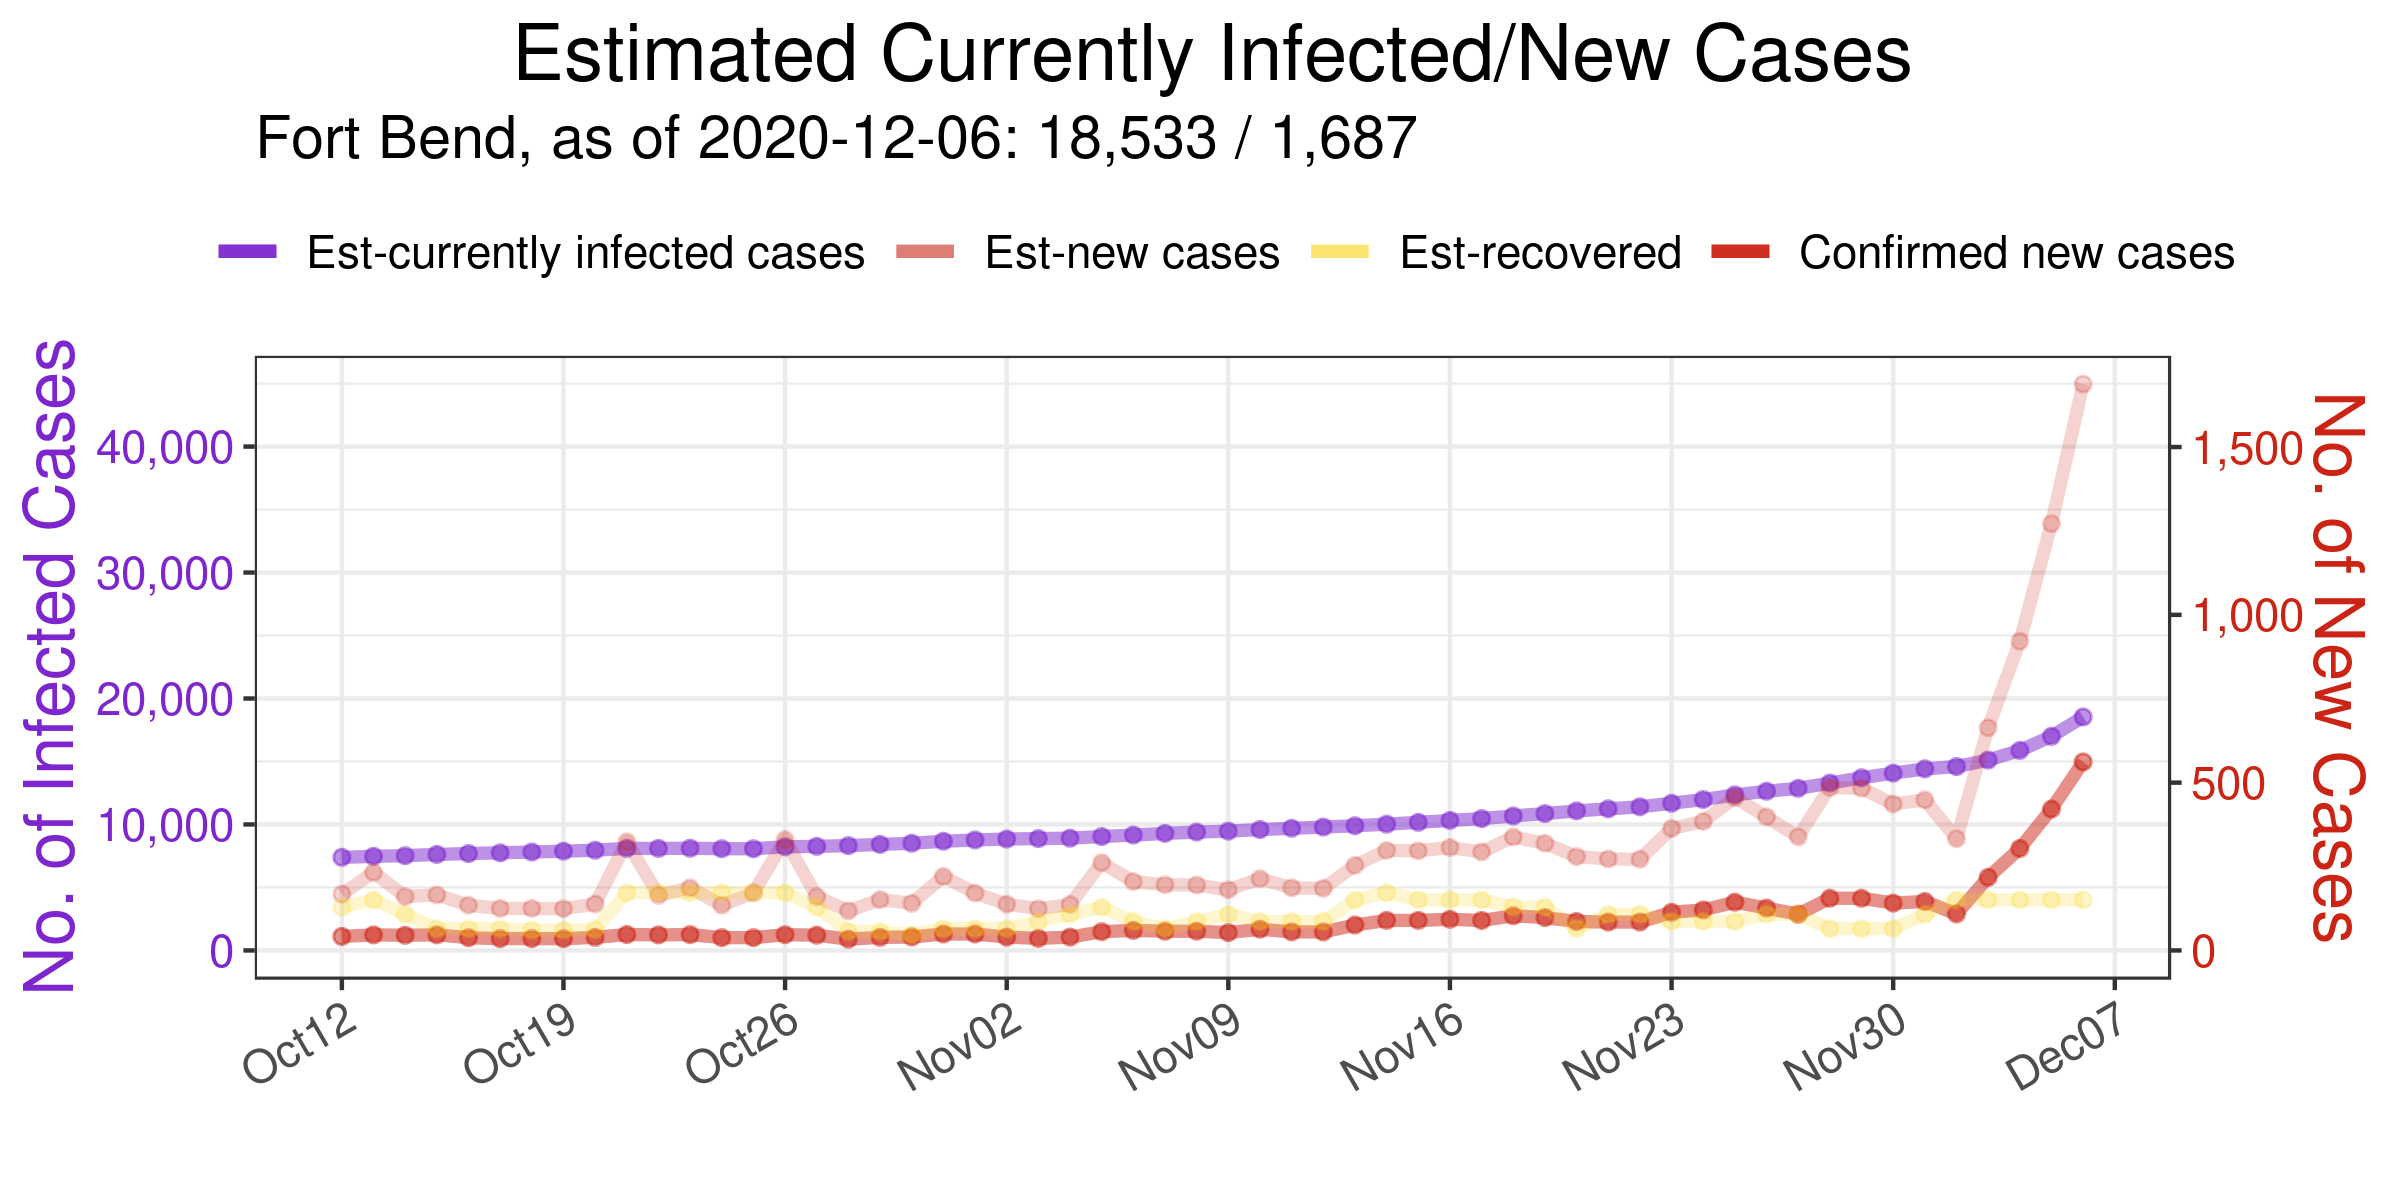 Estimated Currently Infected/New Cases
Fort Bend, as of 2020-12-06: 18,533 / 1,687
Est-currently infected cases Est-new cases Est-recovered Confirmed new cases
No. of Infected Cases
40,000
30,000
20,000
10,000
0
1,500
1,000
500
0
No. of New Cases
Oct12 Oct19 Oct26 Nov02 Nov09 Nov16 Nov23 Nov30 Dec07